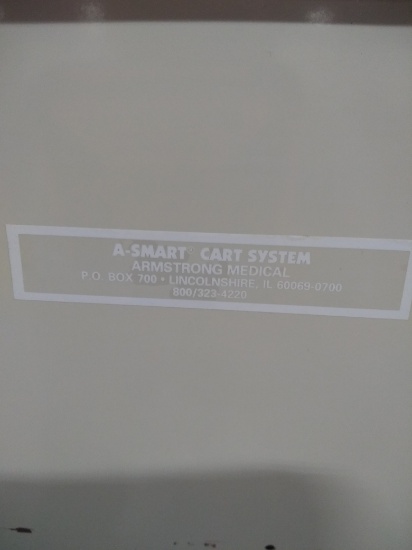 A-SMART® CART SYSTEM
ARMSTRONG MEDICAL
P.O. BOX 700 • LINCOLNSHIRE, IL 60069-0700
800/323-4220